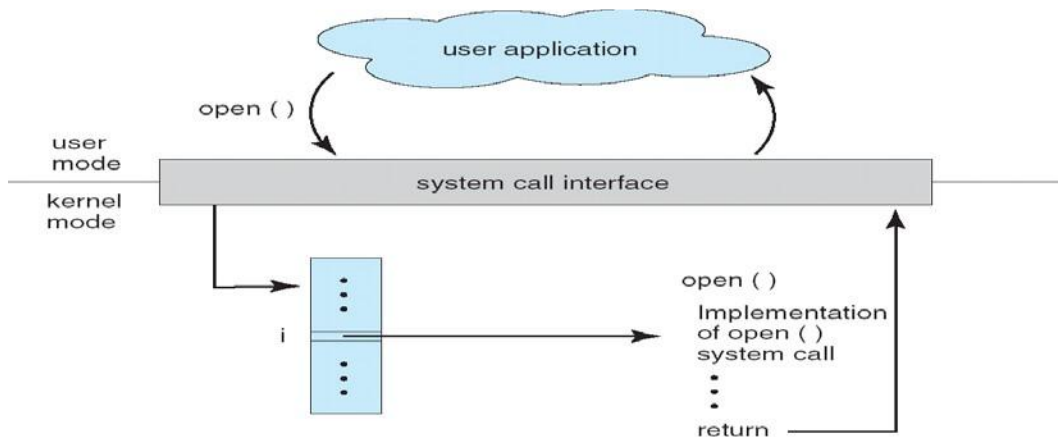 user application
open ( )
user
mode
system call interface
kernel
mode
open ( )
i
Implementation
of open ( )
system call
return